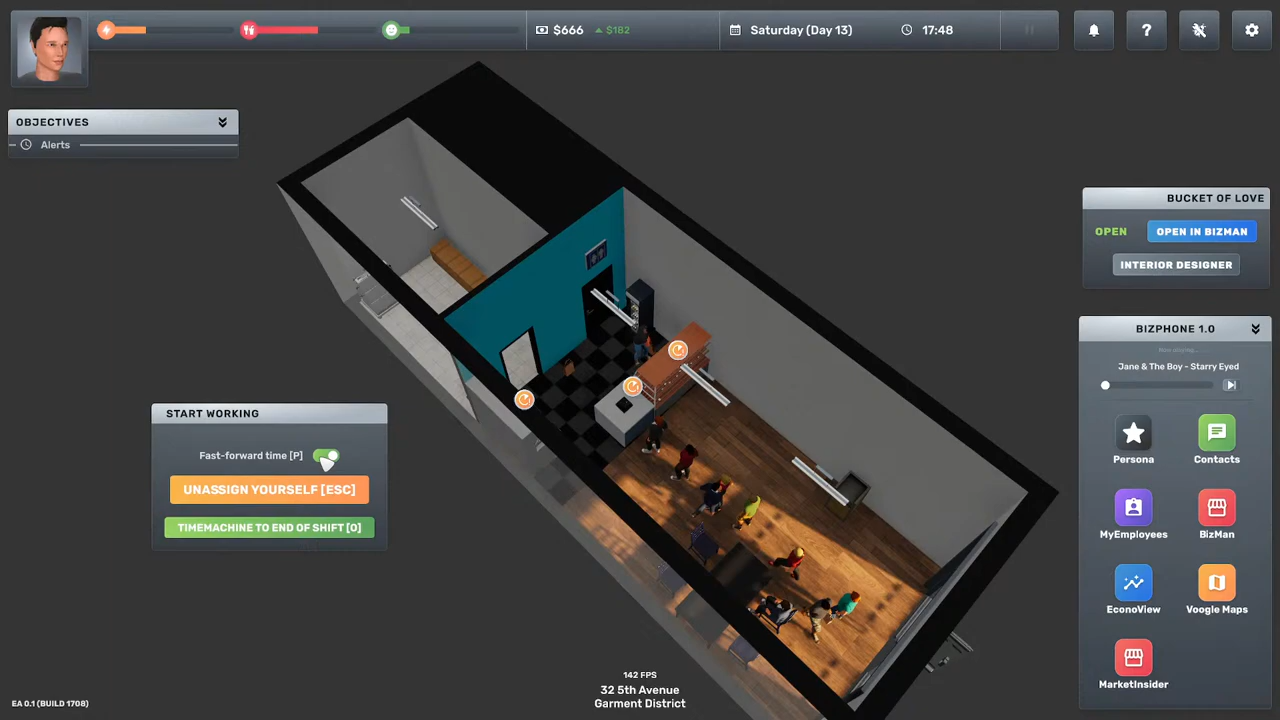 $666 $182
Saturday (Day 13)
17:48
?
OBJECTIVES
Alerts
BUCKET OF LOVE
OPEN OPEN IN BIZMAN
INTERIOR DESIGNER
BIZPHONE 1.0
Now playing...
Jane & The Boy - Starry Eyed
Persona Contacts
MyEmployees BizMan
EconoView Voogle Maps
MarketInsider
START WORKING
Fast-forward time [P]
UNASSIGN YOURSELF [ESC]
TIMEMACHINE TO END OF SHIFT [O]
142 FPS
32 5th Avenue
Garment District
EA 0.1 (BUILD 1708)